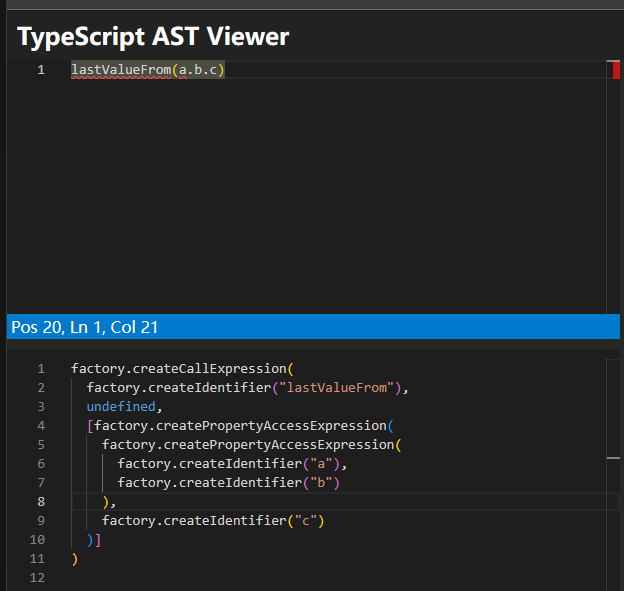 TypeScript AST Viewer
1 lastValueFrom(a.b.c)
Pos 20, Ln 1, Col 21
1 factory.createCallExpression(
2   factory.createIdentifier("lastValueFrom"),
3   undefined,
4   [factory.createPropertyAccessExpression(
5     factory.createPropertyAccessExpression(
6       factory.createIdentifier("a"),
7       factory.createIdentifier("b")
8     ),
9     factory.createIdentifier("c")
10   )]
11 )
12